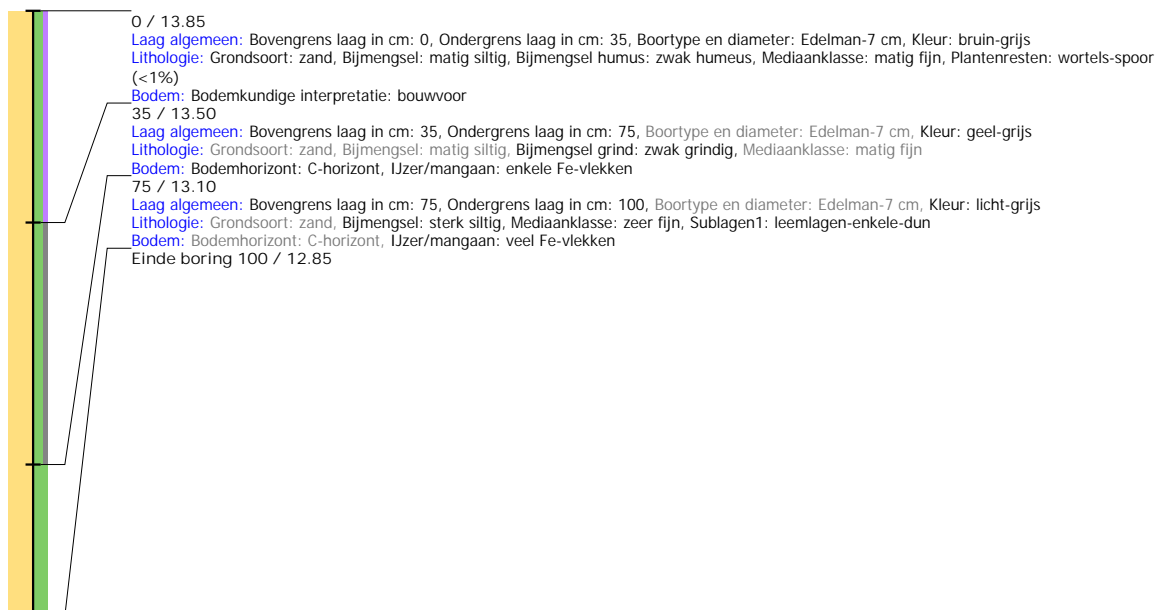 0 / 13.85
Laag algemeen: Bovengrens laag in cm: 0, Ondergrens laag in cm: 35, Boortype en diameter: Edelman-7 cm, Kleur: bruin-grijs
Lithologie: Grondsoort: zand, Bijmengsel: matig siltig, Bijmengsel humus: zwak humeus, Mediaanklasse: matig fijn, Plantenresten: wortels-spoor
(<1%)
Bodem: Bodemkundige interpretatie: bouwvoor
35 / 13.50
Laag algemeen: Bovengrens laag in cm: 35, Ondergrens laag in cm: 75, Boortype en diameter: Edelman-7 cm, Kleur: geel-grijs
Lithologie: Grondsoort: zand, Bijmengsel: matig siltig, Bijmengsel grind: zwak grindig, Mediaanklasse: matig fijn
Bodem: Bodemhorizont: C-horizont, IJzer/mangaan: enkele Fe-vlekken
75 / 13.10
Laag algemeen: Bovengrens laag in cm: 75, Ondergrens laag in cm: 100, Boortype en diameter: Edelman-7 cm, Kleur: licht-grijs
Lithologie: Grondsoort: zand, Bijmengsel: sterk siltig, Mediaanklasse: zeer fijn, Sublagen1: leemlagen-enkele-dun
Bodem: Bodemhorizont: C-horizont, IJzer/mangaan: veel Fe-vlekken
Einde boring 100 / 12.85